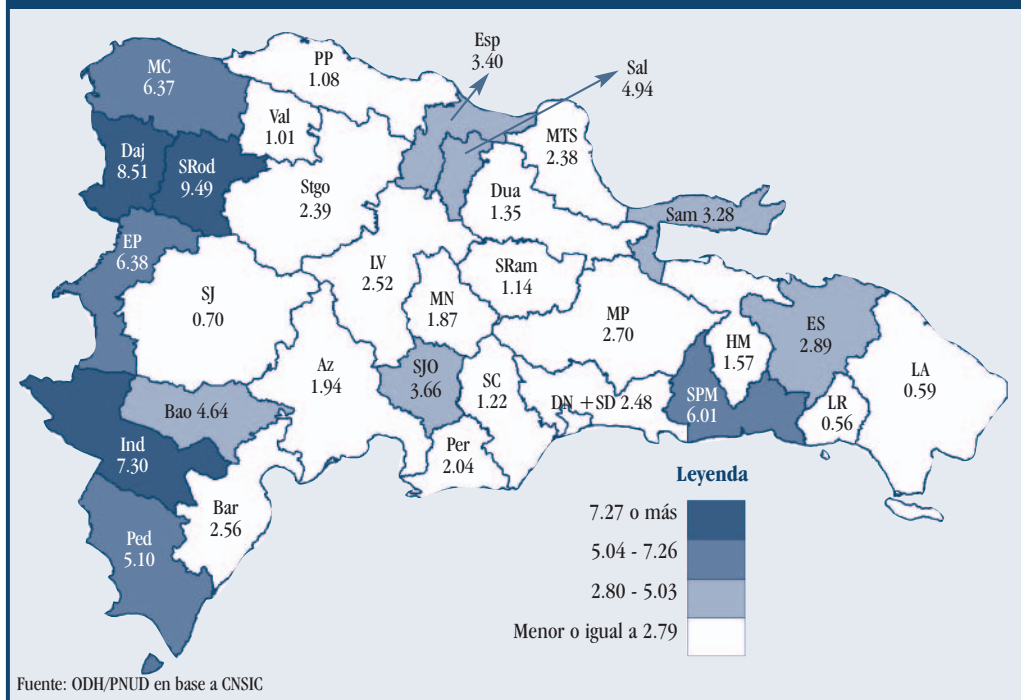 Esp
3.40
Sal
4.94
PP
1.08
MC
6.37
Val
1.01
MTS
2.38
Daj
8.51
SRod
9.49
Stgo
2.39
Dua
1.35
Sam 3.28
EP
6.38
LV
2.52
SRam
1.14
SJ
0.70
MN
1.87
MP
2.70
ES
2.89
HM
1.57
Az
1.94
SJO
3.66
SC
1.22
LA
0.59
SPM
6.01
LR
0.56
Bao 4.64
DN + SD 2.48
Ind
7.30
Per
2.04
Bar
2.56
Ped
5.10
Leyenda
7.27 o más
5.04 - 7.26
2.80 - 5.03
Menor o igual a 2.79
Fuente: ODH/PNUD en base a CNSIC